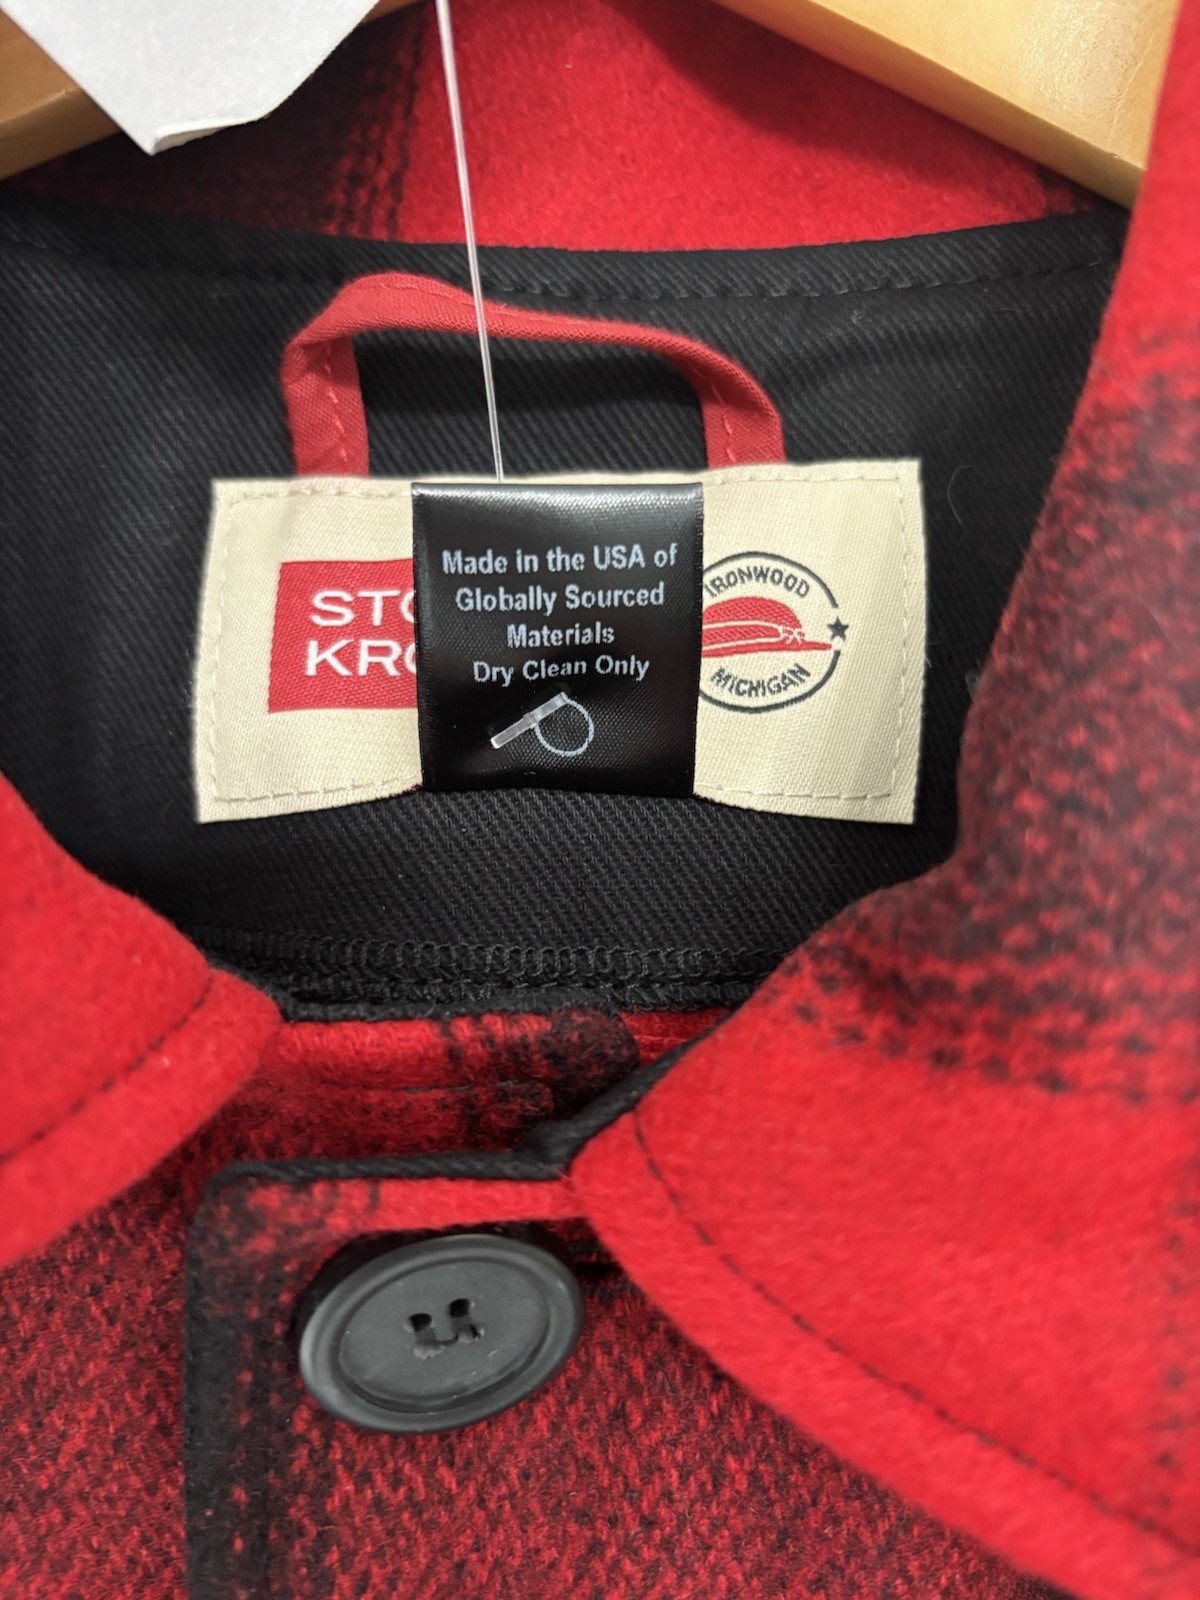 STO
KRO
Made in the USA of
Globally Sourced
Materials
Dry Clean Only
IRONWOOD
MICHIGAN